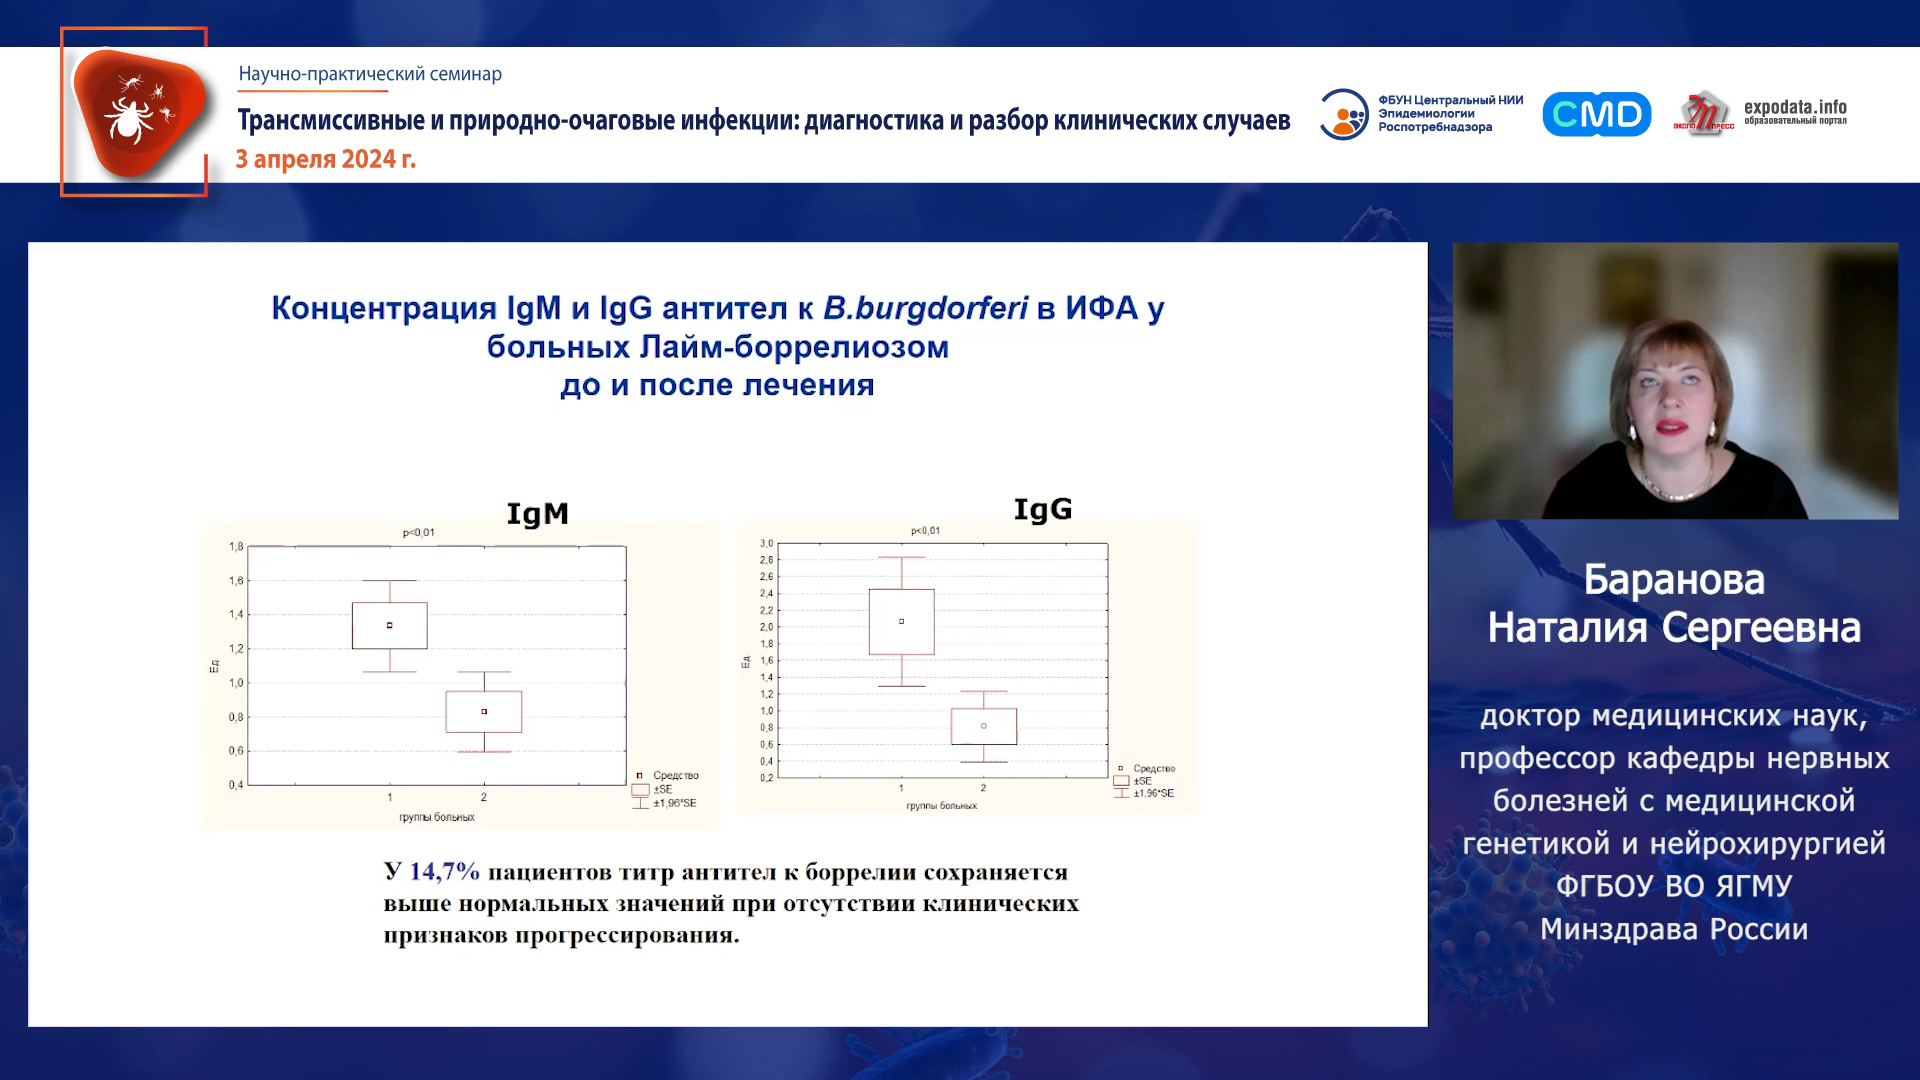 Научно-практический семинар
Трансмиссивные и природно-очаговые инфекции: диагностика и разбор клинических случаев
3 апреля 2024 г.
ФБУН Центральный НИИ
Эпидемиологии
Роспотребнадзора
CMD
ЭП
ЭКСПО ПРЕСС
expodata.info
образовательный портал
Концентрация IgM и IgG антител к B.burgdorferi в ИФА у
больных Лайм-боррелиозом
до и после лечения
IgM
p<0,01
1,8
1,6
1,4
1,2
1,0
0,8
0,6
0,4
Ед
1 2
группы больных
Средство
±SE
±1,96*SE
IgG
p<0,01
3,0
2,8
2,6
2,4
2,2
2,0
1,8
1,6
1,4
1,2
1,0
0,8
0,6
0,4
0,2
Ед
1 2
группы больных
Средство
±SE
±1,96*SE
У 14,7% пациентов титр антител к боррелии сохраняется
выше нормальных значений при отсутствии клинических
признаков прогрессирования.
Баранова
Наталия Сергеевна
доктор медицинских наук,
профессор кафедры нервных
болезней с медицинской
генетикой и нейрохирургией
ФГБОУ ВО ЯГМУ
Минздрава России